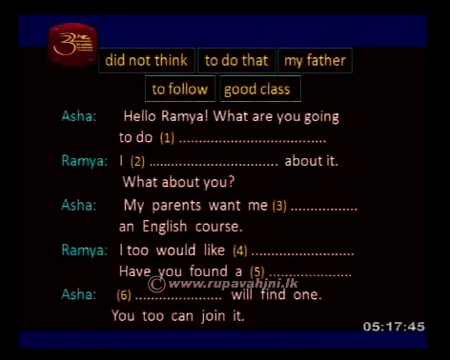 did not think to do that my father
to follow good class
Asha: Hello Ramya! What are you going
to do (1) ....................................
Ramya: I (2) ............................... about it.
What about you?
Asha: My parents want me (3) ................
an English course.
Ramya: I too would like (4) .........................
Have you found a (5) ....................
© www.rupavahini.lk
Asha: (6) ..................... will find one.
You too can join it.
05:17:45